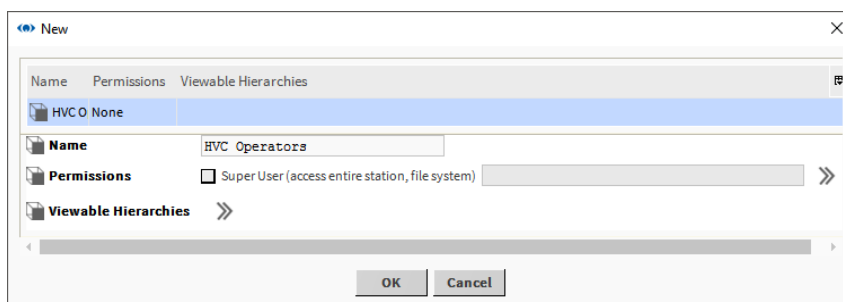 New
Name Permissions Viewable Hierarchies
HVC O None
Name HVC Operators
Permissions Super User (access entire station, file system)
Viewable Hierarchies
OK Cancel